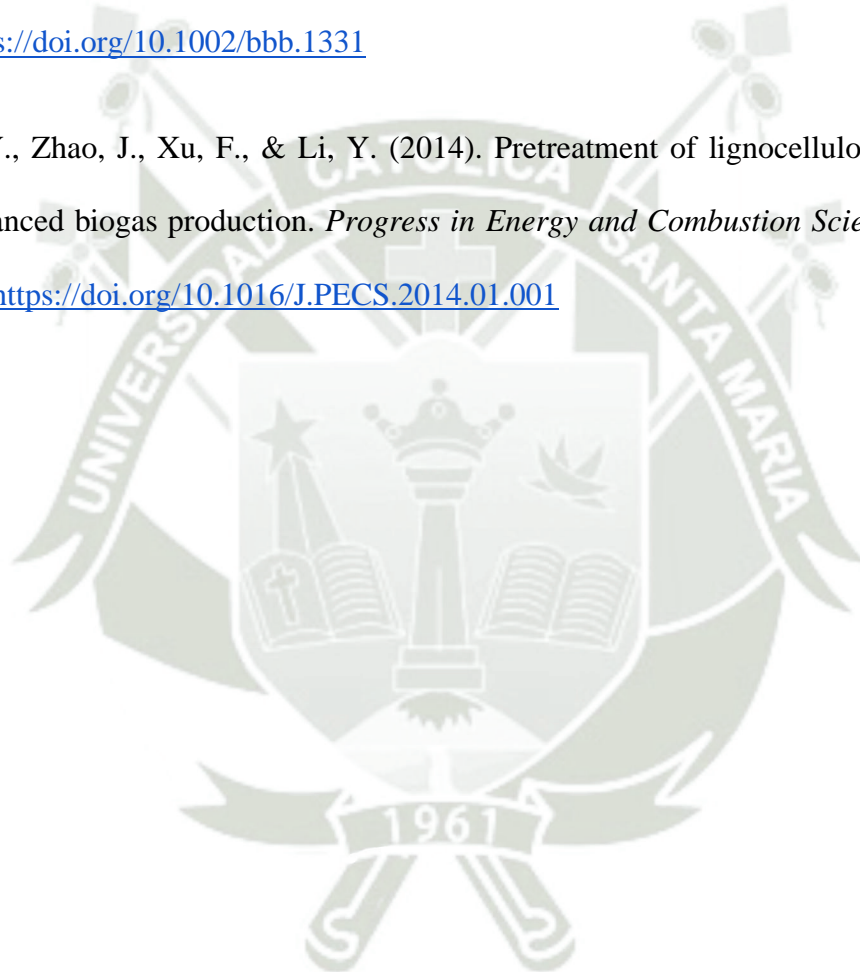 s://doi.org/10.1002/bbb.1331
Y., Zhao, J., Xu, F., & Li, Y. (2014). Pretreatment of lignocellulo
anced biogas production. Progress in Energy and Combustion Scie
https://doi.org/10.1016/J.PECS.2014.01.001
UNIVERSIDAD CATOLICA SANTA MARIA
1961